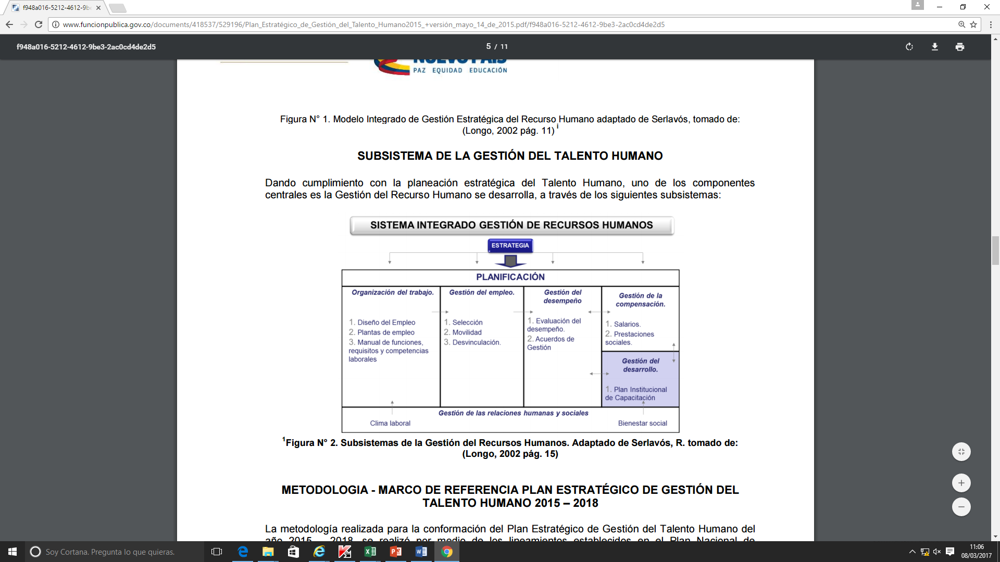 f948a016-5212-4612-9b
www.funcionpublica.gov.co/documents/418537/529196/Plan_Estratégico_de_Gestión_del_Talento_Humano2015_+versión_mayo_14_de_2015.pdf/f948a016-5212-4612-9be3-2ac0cd4de2d5
f948a016-5212-4612-9be3-2ac0cd4de2d5
5 / 11
NUEVO PAÍS
PAZ EQUIDAD EDUCACIÓN
Figura N° 1. Modelo Integrado de Gestión Estratégica del Recurso Humano adaptado de Serlavós, tomado de:
(Longo, 2002 pág. 11) i
SUBSISTEMA DE LA GESTIÓN DEL TALENTO HUMANO
Dando cumplimiento con la planeación estratégica del Talento Humano, uno de los componentes
centrales es la Gestión del Recurso Humano se desarrolla, a través de los siguientes subsistemas:
SISTEMA INTEGRADO GESTIÓN DE RECURSOS HUMANOS
ESTRATEGIA
PLANIFICACIÓN
Organización del trabajo.
1. Diseño del Empleo
2. Plantas de empleo
3. Manual de funciones,
requisitos y competencias
laborales
Gestión del empleo.
1. Selección
2. Movilidad
3. Desvinculación.
Gestión del
desempeño
1. Evaluación del
desempeño.
2. Acuerdos de
Gestión
Gestión de la
compensación.
1. Salarios.
2. Prestaciones
sociales.
Gestión del
desarrollo.
1. Plan Institucional
de Capacitación
Gestión de las relaciones humanas y sociales
Clima laboral
Bienestar social
1Figura N° 2. Subsistemas de la Gestión del Recursos Humanos. Adaptado de Serlavós, R. tomado de:
(Longo, 2002 pág. 15)
METODOLOGIA - MARCO DE REFERENCIA PLAN ESTRATÉGICO DE GESTIÓN DEL
TALENTO HUMANO 2015 – 2018
La metodología realizada para la conformación del Plan Estratégico de Gestión del Talento Humano del
año 2015 - 2018, se realizó por medio de los lineamientos establecidos en el Plan Nacional de
Soy Cortana. Pregunta lo que quieras.
11:06
08/03/2017